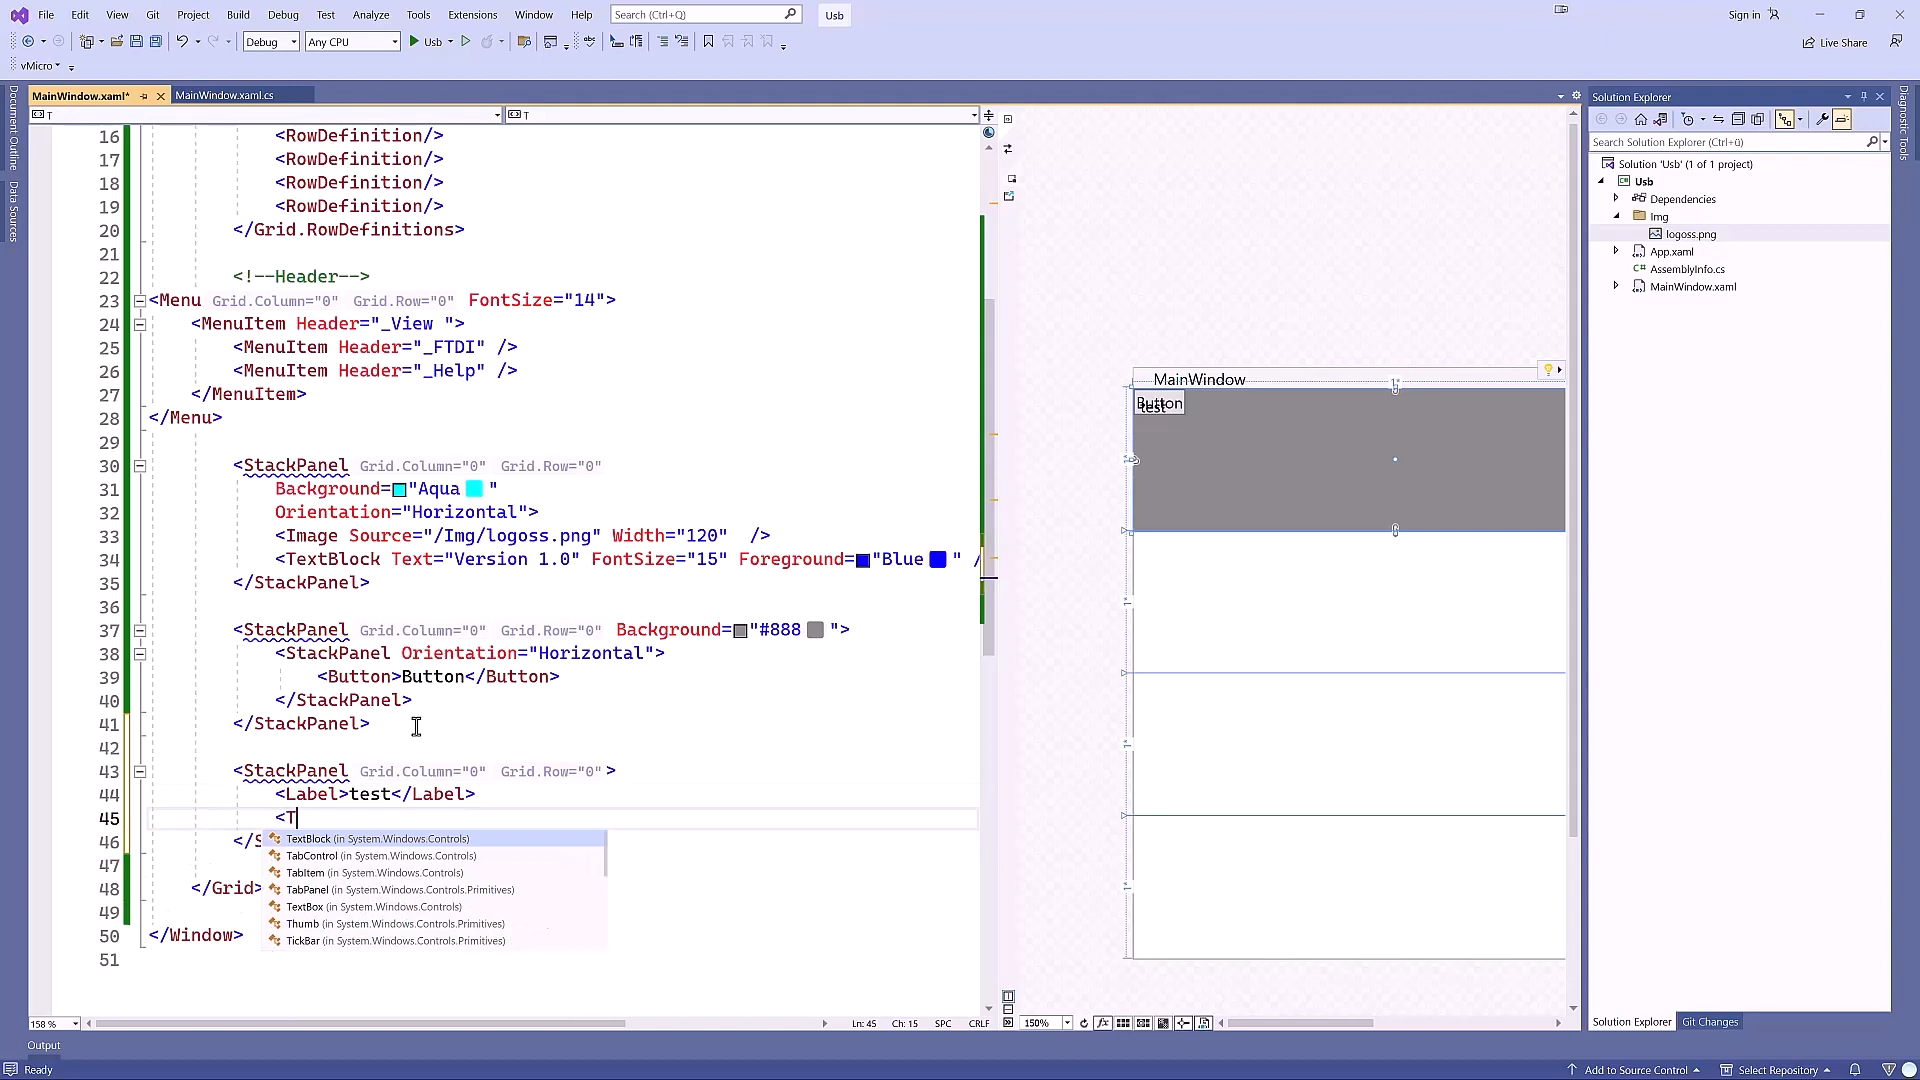 File Edit View Git Project Build Debug Test Analyze Tools Extensions Window Help Search (Ctrl+Q) Usb Sign in
Debug Any CPU Usb Live Share
vMicro
MainWindow.xaml* MainWindow.xaml.cs
T T
Document Outline
Data Sources
16 <RowDefinition/>
17 <RowDefinition/>
18 <RowDefinition/>
19 <RowDefinition/>
20 </Grid.RowDefinitions>
21
22 <!--Header-->
23 <Menu Grid.Column="0" Grid.Row="0" FontSize="14">
24 <MenuItem Header="_View ">
25 <MenuItem Header="_FTDI" />
26 <MenuItem Header="_Help" />
27 </MenuItem>
28 </Menu>
29
30 <StackPanel Grid.Column="0" Grid.Row="0"
31 Background="Aqua "
32 Orientation="Horizontal">
33 <Image Source="/Img/logoss.png" Width="120" />
34 <TextBlock Text="Version 1.0" FontSize="15" Foreground="Blue " /
35 </StackPanel>
36
37 <StackPanel Grid.Column="0" Grid.Row="0" Background="#888 ">
38 <StackPanel Orientation="Horizontal">
39 <Button>Button</Button>
40 </StackPanel>
41 </StackPanel>
42
43 <StackPanel Grid.Column="0" Grid.Row="0">
44 <Label>test</Label>
45 <T
46 </S
47
48 </Grid>
49
50 </Window>
51
TextBlock (in System.Windows.Controls)
TabControl (in System.Windows.Controls)
TabItem (in System.Windows.Controls)
TabPanel (in System.Windows.Controls.Primitives)
TextBox (in System.Windows.Controls)
Thumb (in System.Windows.Controls.Primitives)
TickBar (in System.Windows.Controls.Primitives)
158 % Ln: 45 Ch: 15 SPC CRLF
MainWindow
Button
test
1*
1*
1*
1*
1*
150%
Solution Explorer
Search Solution Explorer (Ctrl+ü)
Solution 'Usb' (1 of 1 project)
Usb
Dependencies
Img
logoss.png
App.xaml
AssemblyInfo.cs
MainWindow.xaml
Solution Explorer Git Changes
Diagnostic Tools
Output
Ready Add to Source Control Select Repository